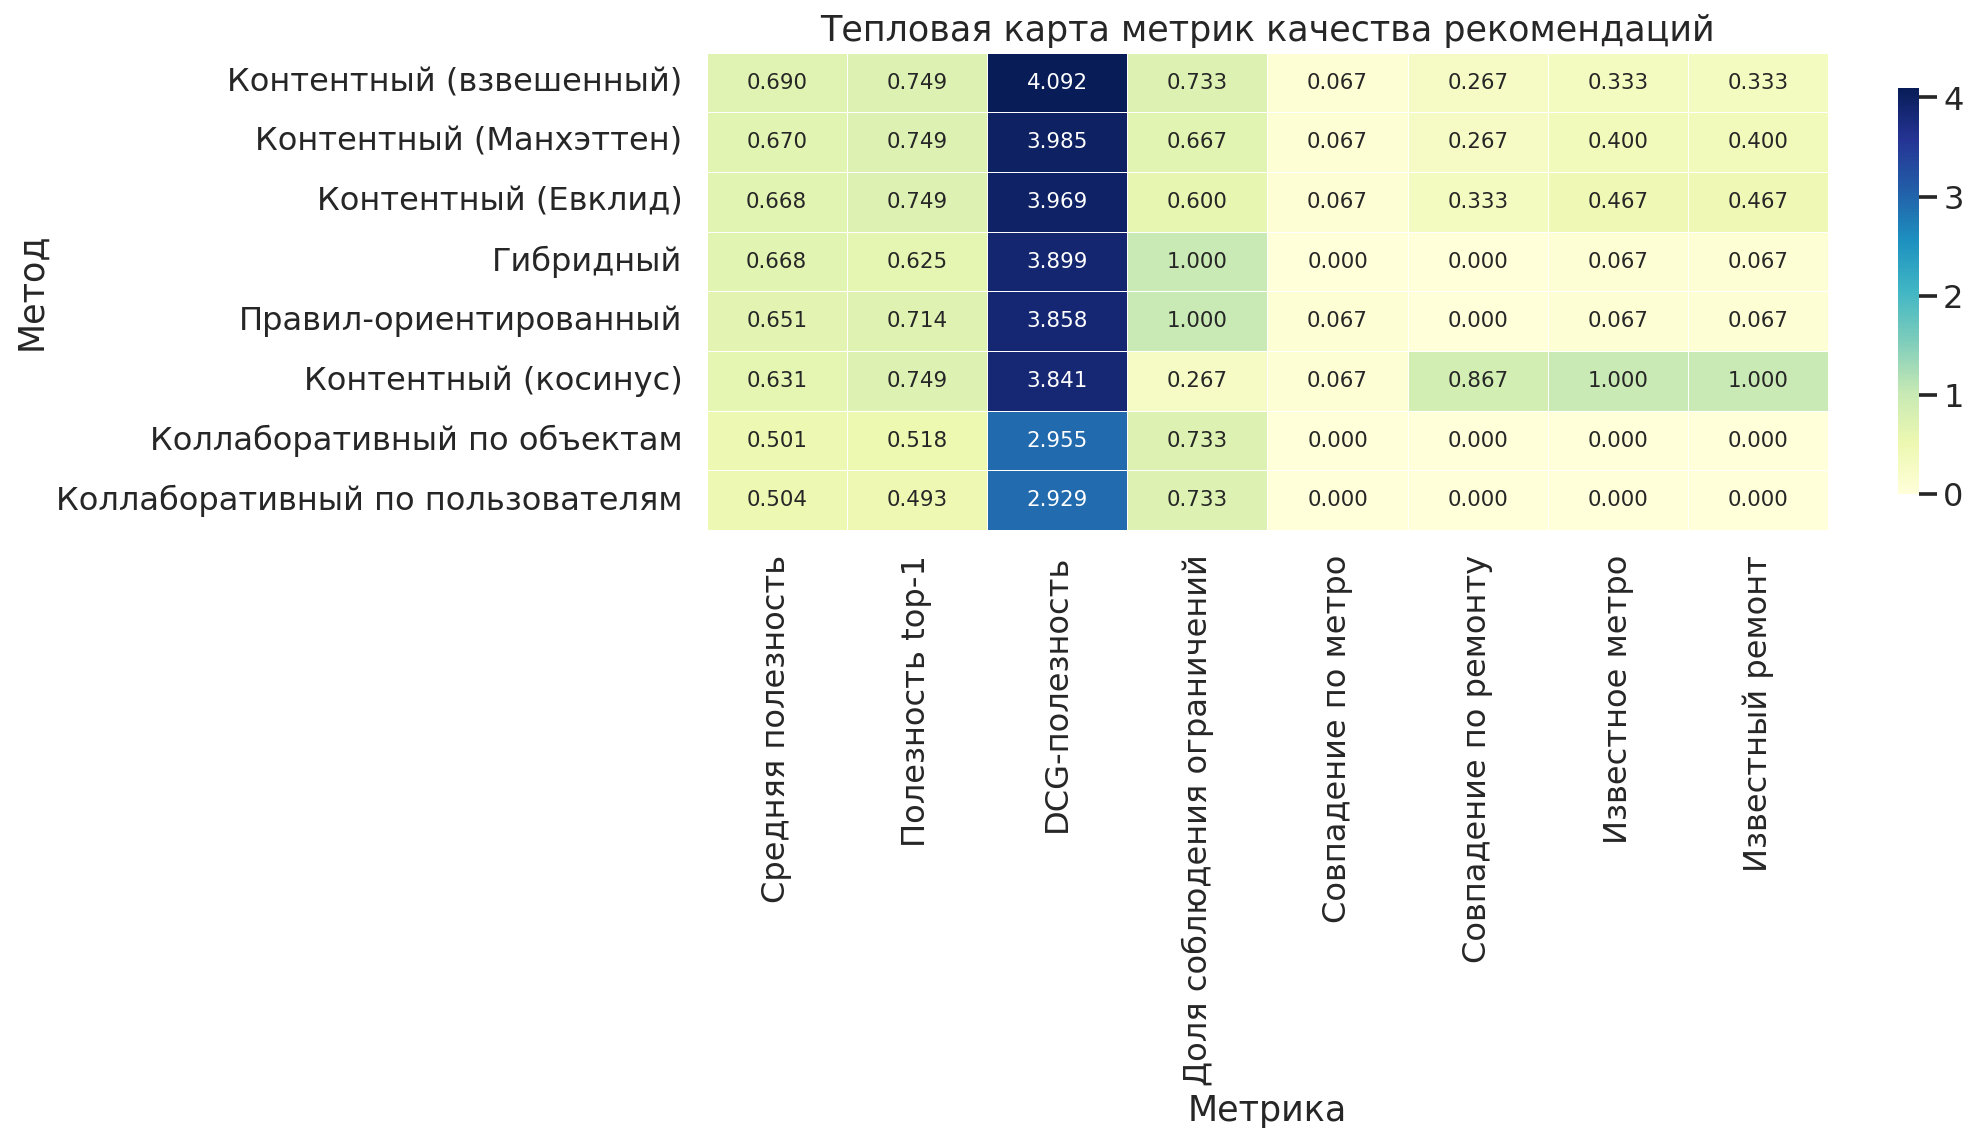 Тепловая карта метрик качества рекомендаций
Метод
Контентный (взвешенный) 0.690 0.749 4.092 0.733 0.067 0.267 0.333 0.333
Контентный (Манхэттен) 0.670 0.749 3.985 0.667 0.067 0.267 0.400 0.400
Контентный (Евклид) 0.668 0.749 3.969 0.600 0.067 0.333 0.467 0.467
Гибридный 0.668 0.625 3.899 1.000 0.000 0.000 0.067 0.067
Правил-ориентированный 0.651 0.714 3.858 1.000 0.067 0.000 0.067 0.067
Контентный (косинус) 0.631 0.749 3.841 0.267 0.067 0.867 1.000 1.000
Коллаборативный по объектам 0.501 0.518 2.955 0.733 0.000 0.000 0.000 0.000
Коллаборативный по пользователям 0.504 0.493 2.929 0.733 0.000 0.000 0.000 0.000
Средняя полезность
Полезность top-1
DCG-полезность
Доля соблюдения ограничений
Совпадение по метро
Совпадение по ремонту
Известное метро
Известный ремонт
Метрика
4
3
2
1
0